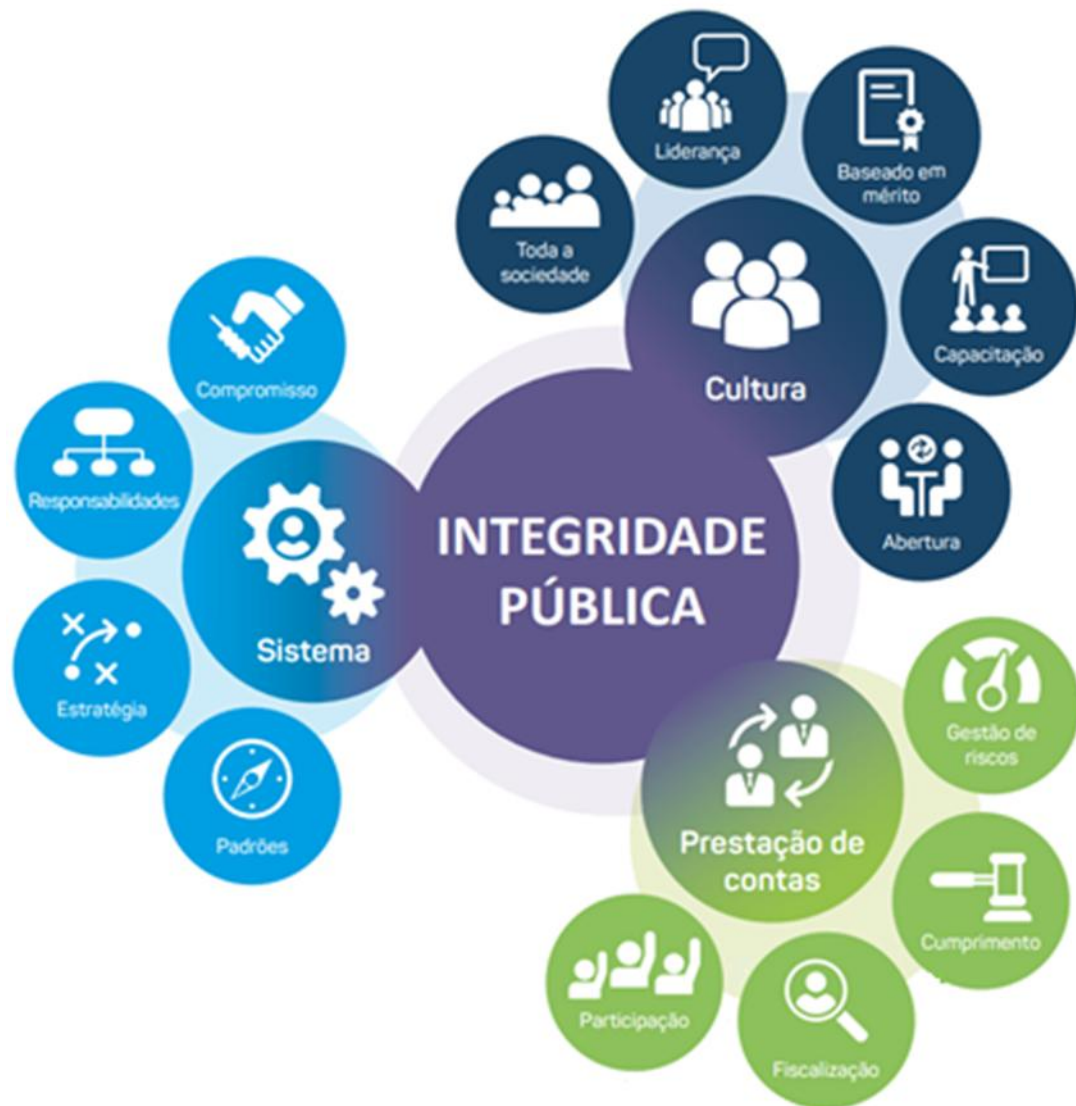 INTEGRIDADE
PÚBLICA
Sistema
Compromisso
Responsabilidades
Estratégia
Padrões
Cultura
Toda a
sociedade
Liderança
Baseado em
mérito
Capacitação
Abertura
Prestação de
contas
Gestão de
riscos
Cumprimento
Fiscalização
Participação